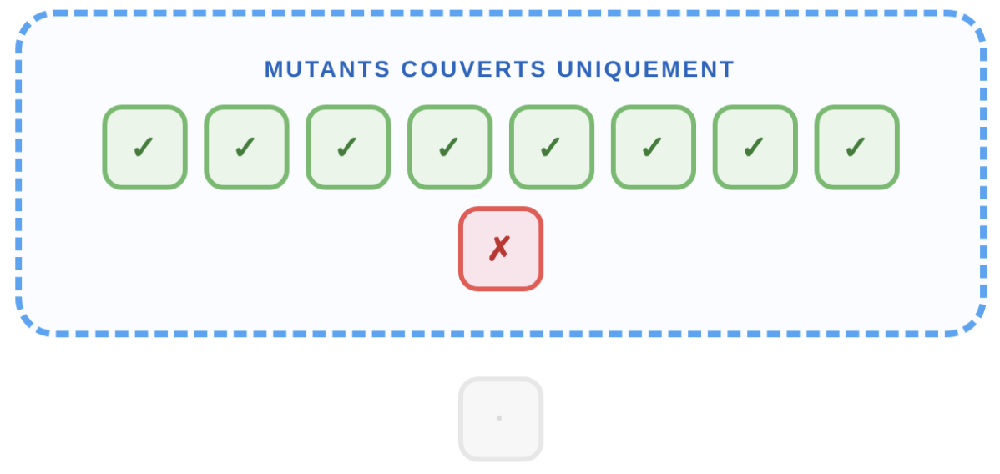 MUTANTS COUVERTS UNIQUEMENT
✓ ✓ ✓ ✓ ✓ ✓ ✓ ✓
✗
·